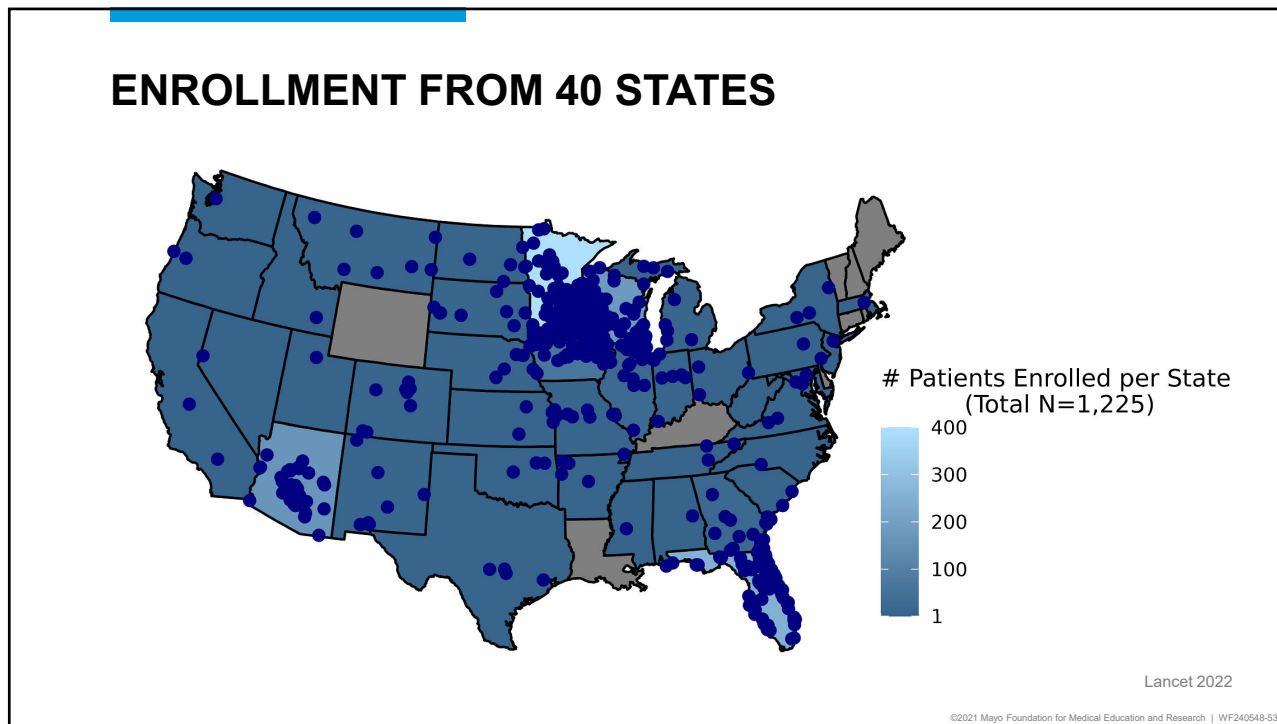 ENROLLMENT FROM 40 STATES
# Patients Enrolled per State
(Total N=1,225)
400
300
200
100
1
Lancet 2022
©2021 Mayo Foundation for Medical Education and Research | WF240548-53